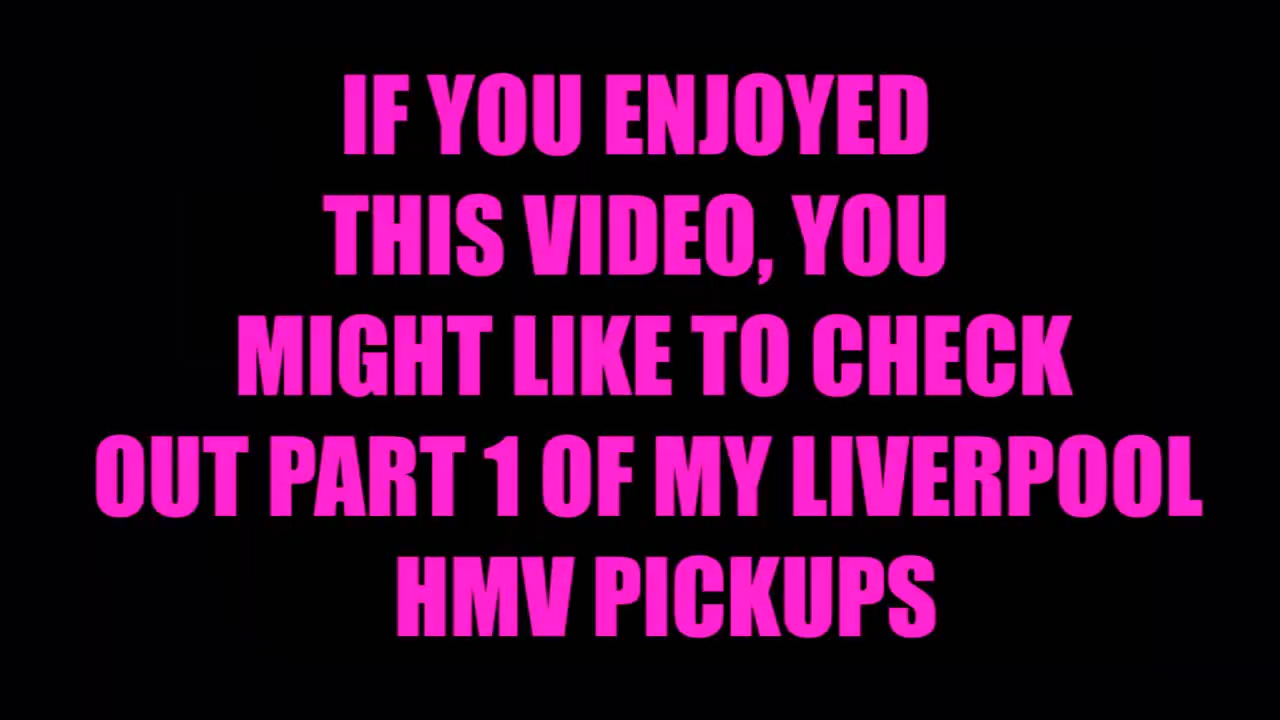 IF YOU ENJOYED
THIS VIDEO, YOU
MIGHT LIKE TO CHECK
OUT PART 1 OF MY LIVERPOOL
HMV PICKUPS